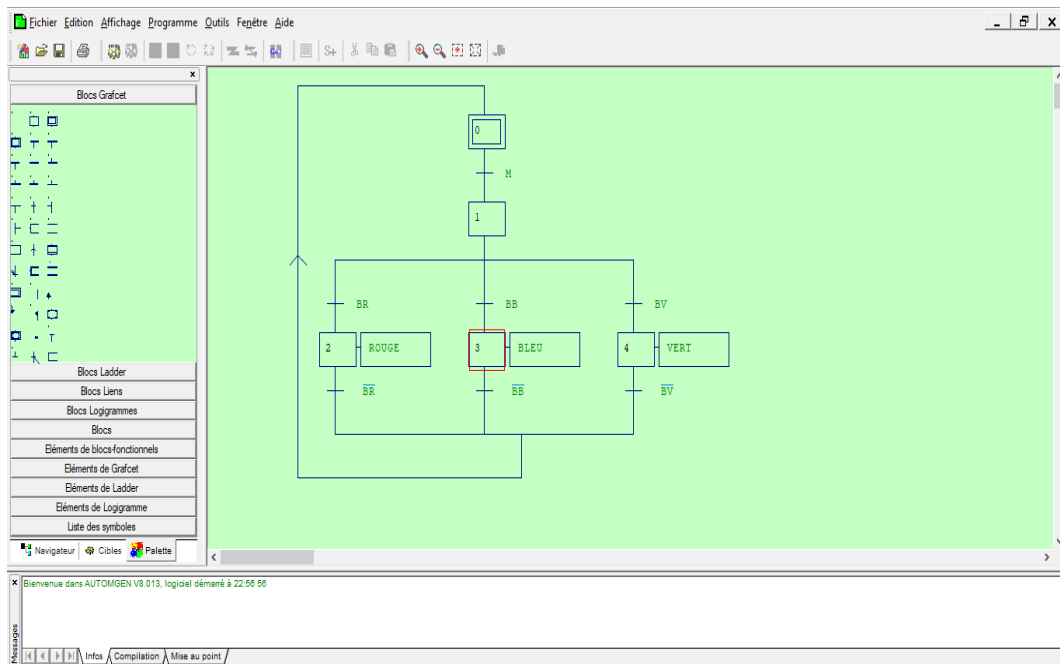 Fichier Edition Affichage Programme Outils Fenêtre Aide
S+
Blocs Grafcet
Blocs Ladder
Blocs Liens
Blocs Logigrammes
Blocs
Eléments de blocs-fonctionnels
Eléments de Grafcet
Eléments de Ladder
Eléments de Logigramme
Liste des symboles
Navigateur Cibles Palette
0
M
1
BR BB BV
2 ROUGE 3 BLEU 4 VERT
B̅R̅ B̅B̅ B̅V̅
Messages
Bienvenue dans AUTOMGEN V8.013, logiciel démarré à 22:56 56
Infos Compilation Mise au point